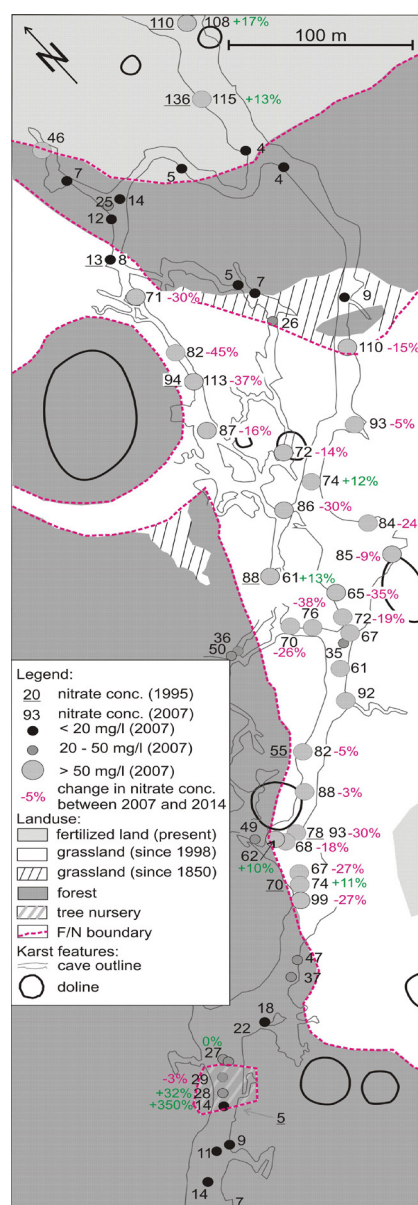 110 108 +17%
100 m
N
136 115 +13%
46
4
5
4
7
25 14
12
13 8
5
7
9
71 -30%
26
82 -45%
110 -15%
94 113 -37%
87 -16%
93 -5%
72 -14%
74 +12%
86 -30%
84 -24
85 -9%
88 61 +13%
65 -35%
-38%
76
72 -19%
36
70
67
50
-26%
35
61
92
Legend:
20 nitrate conc. (1995)
93 nitrate conc. (2007)
< 20 mg/l (2007)
20 - 50 mg/l (2007)
> 50 mg/l (2007)
-5% change in nitrate conc.
between 2007 and 2014
Landuse:
fertilized land (present)
grassland (since 1998)
grassland (since 1850)
forest
tree nursery
F/N boundary
Karst features:
cave outline
doline
55 82 -5%
88 -3%
49
78 93 -30%
62
68 -18%
+10%
67 -27%
70 74 +11%
99 -27%
47
37
18
22
0%
27
-3% 29
+32% 28
+350% 14
5
9
11
14
7